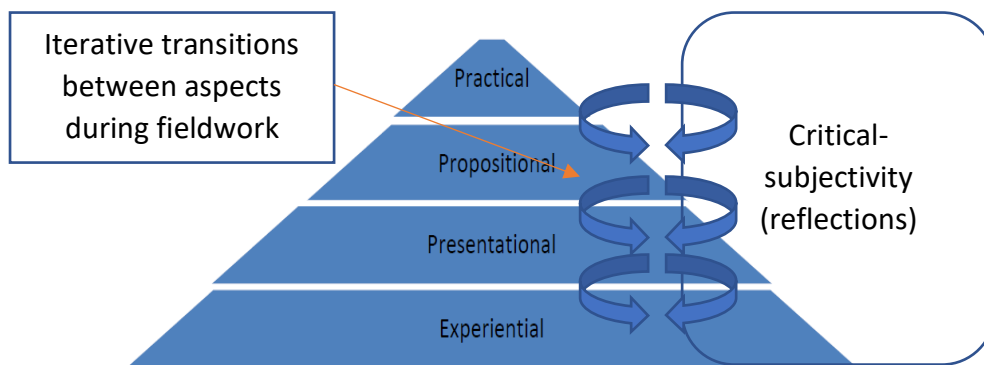 Iterative transitions
between aspects
during fieldwork
Practical
Propositional
Presentational
Experiential
Critical-
subjectivity
(reflections)